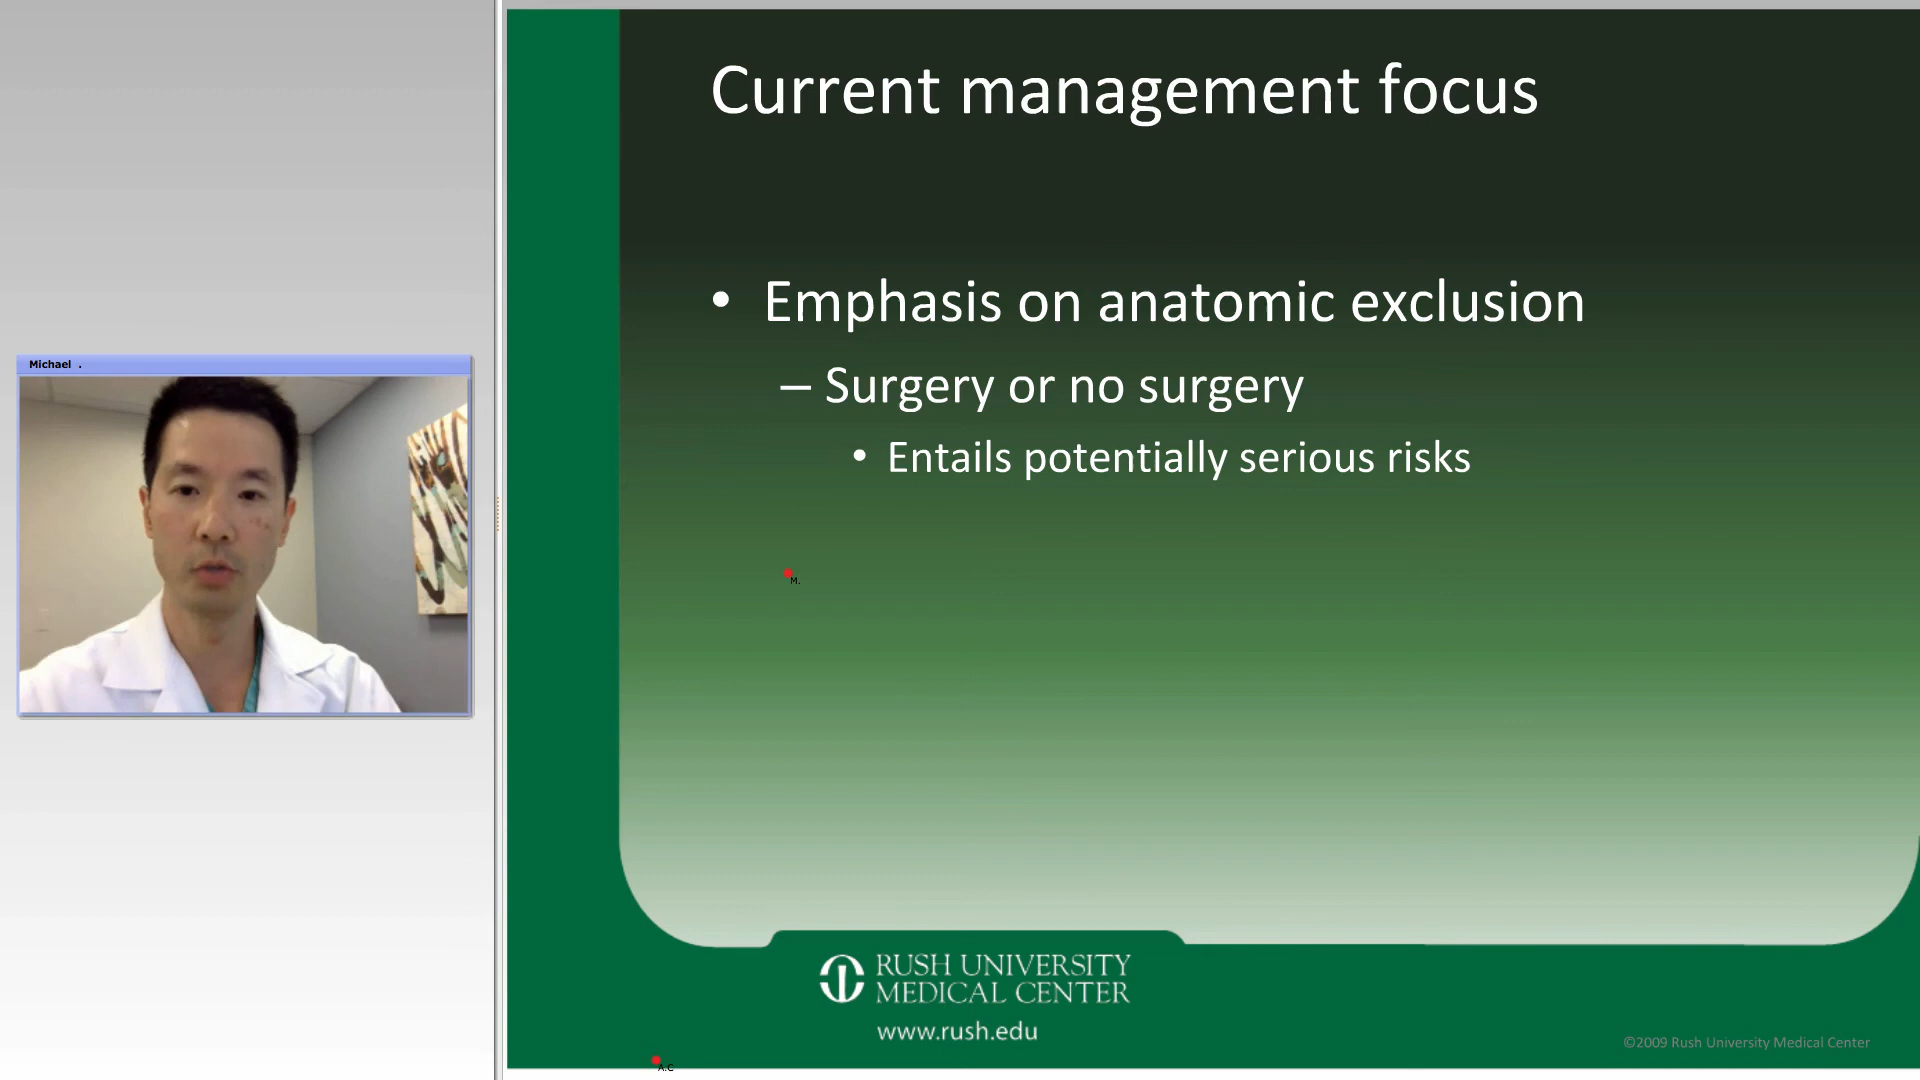 Current management focus
• Emphasis on anatomic exclusion
– Surgery or no surgery
• Entails potentially serious risks
Michael .
M.
RUSH UNIVERSITY
MEDICAL CENTER
www.rush.edu
©2009 Rush University Medical Center
A.C